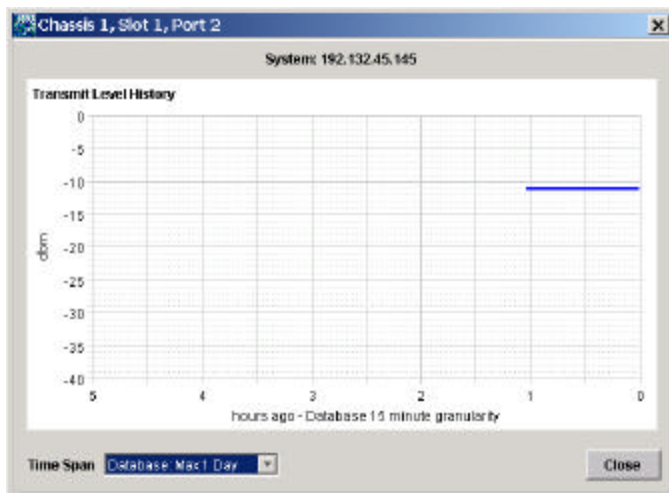 Chassis 1, Slot 1, Port 2
System: 192.132.45.145
Transmit Level History
0
-5
-10
-15
-20
-25
-30
-35
-40
dbm
5 4 3 2 1 0
hours ago - Database 15 minute granularity
Time Span Database: Max 1 Day Close